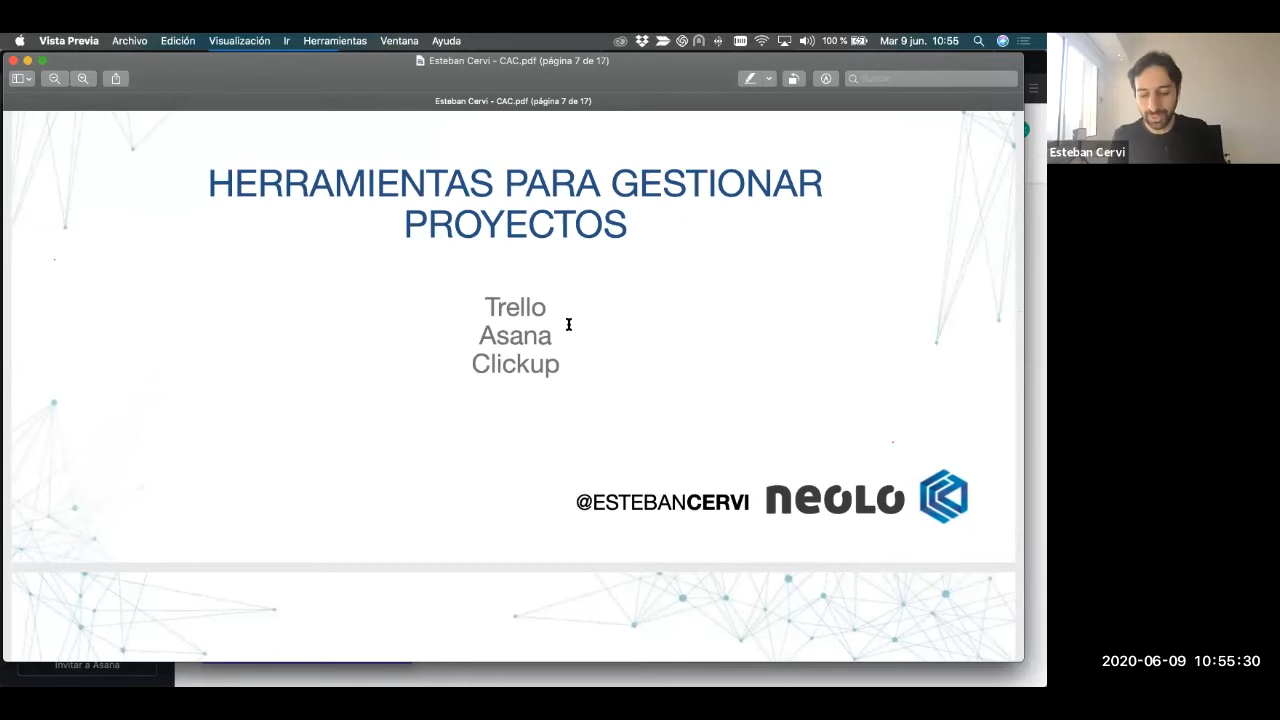 Vista Previa Archivo Edición Visualización Ir Herramientas Ventana Ayuda 100 % Mar 9 jun. 10:55
Esteban Cervi - CAC.pdf (página 7 de 17)
Buscar
Esteban Cervi - CAC.pdf (página 7 de 17)
Esteban Cervi
HERRAMIENTAS PARA GESTIONAR
PROYECTOS
Trello
Asana
Clickup
@ESTEBANCERVI neolo
Invitar a Asana
2020-06-09 10:55:30